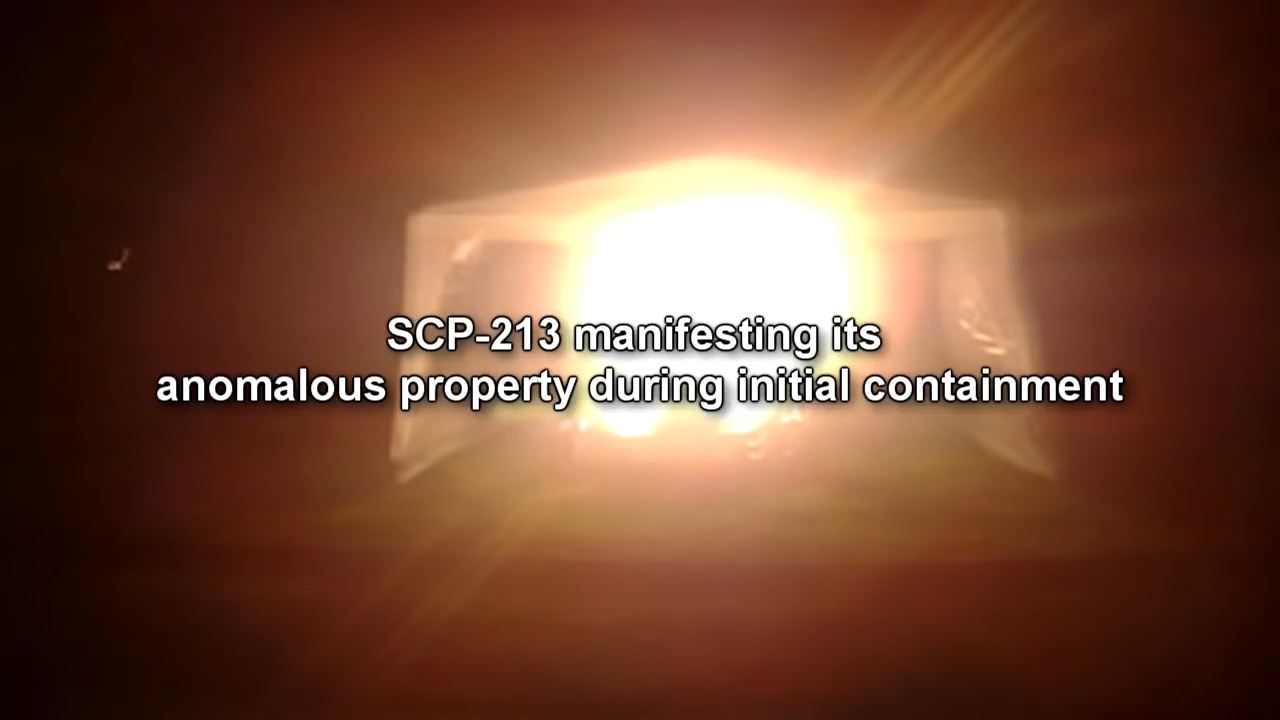 SCP-213 manifesting its
anomalous property during initial containment